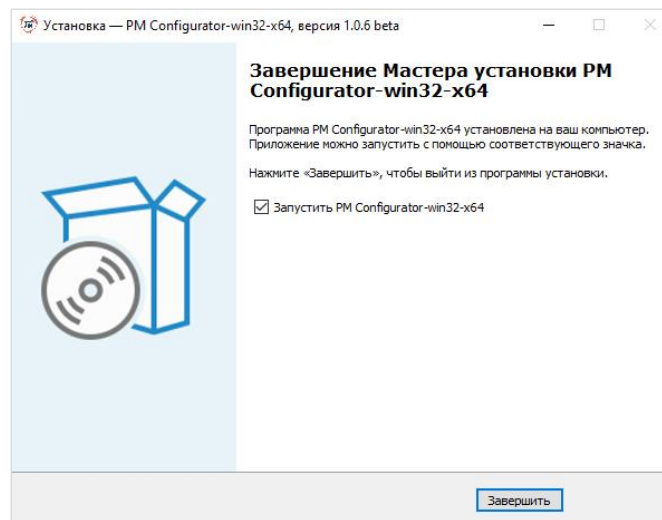 Установка — PM Configurator-win32-x64, версия 1.0.6 beta
Завершение Мастера установки PM
Configurator-win32-x64
Программа PM Configurator-win32-x64 установлена на ваш компьютер.
Приложение можно запустить с помощью соответствующего значка.
Нажмите «Завершить», чтобы выйти из программы установки.
Запустить PM Configurator-win32-x64
Завершить